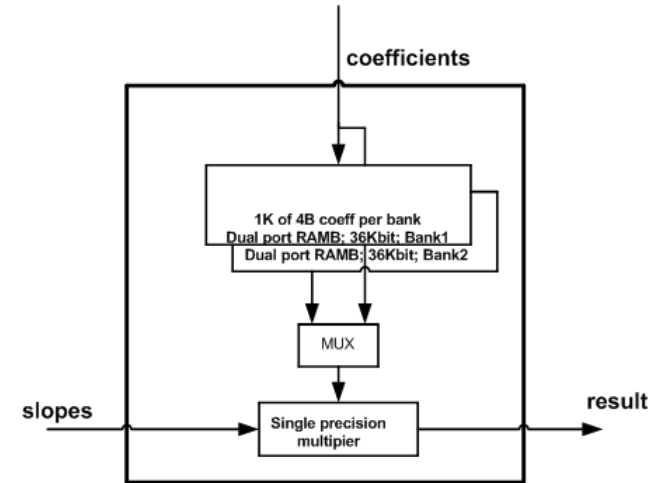 coefficients
1K of 4B coeff per bank
Dual port RAMB; 36Kbit; Bank1
Dual port RAMB; 36Kbit; Bank2
MUX
slopes
Single precision
multipier
result